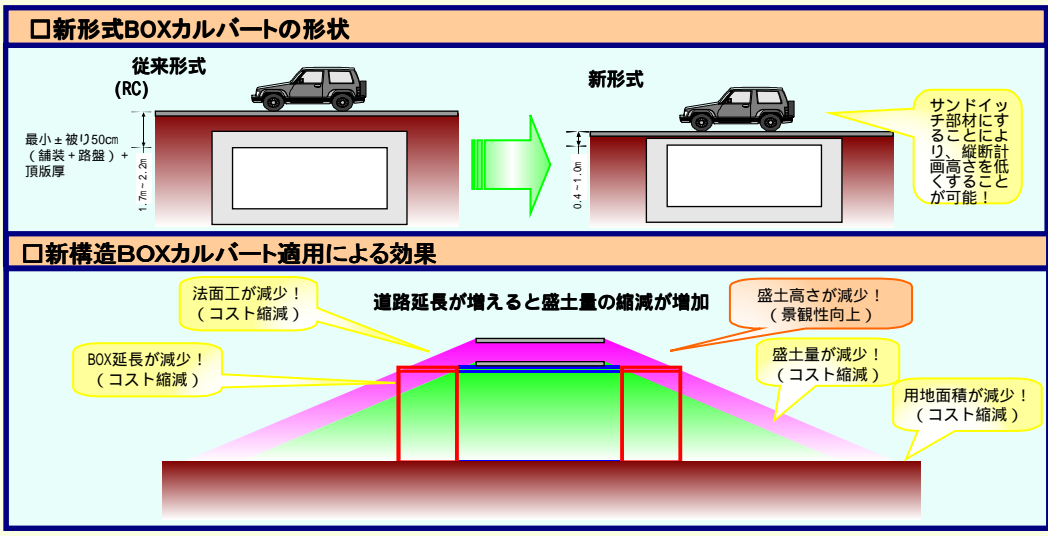 □新形式BOXカルバートの形状
従来形式
(RC)
最小±被り50cm
(舗装+路盤)+
頂版厚
1.7m~2.2m
新形式
0.4~1.0m
サンドイッ
チ部材にす
ることによ
り、縦断計
画高さを低
くすること
が可能!
□新構造BOXカルバート適用による効果
法面工が減少!
(コスト縮減)
道路延長が増えると盛土量の縮減が増加
盛土高さが減少!
(景観性向上)
BOX延長が減少!
(コスト縮減)
盛土量が減少!
(コスト縮減)
用地面積が減少!
(コスト縮減)